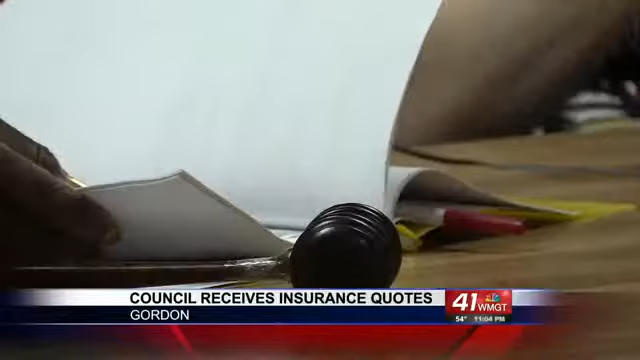 COUNCIL RECEIVES INSURANCE QUOTES
GORDON
41 WMGT
54° 11:04 PM